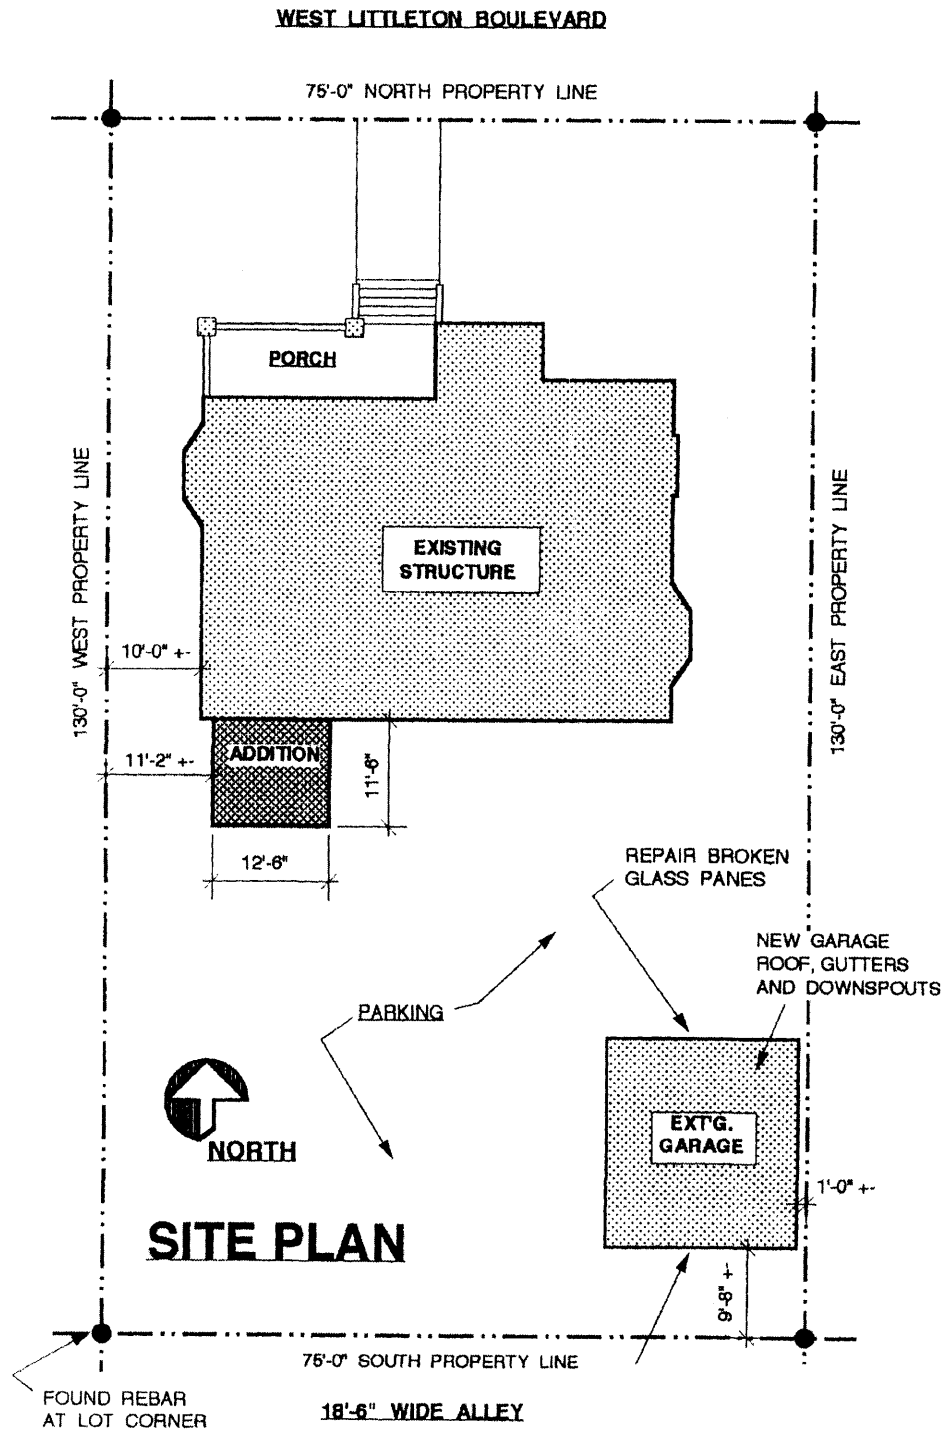 WEST LITTLETON BOULEVARD
75'-0" NORTH PROPERTY LINE
PORCH
130'-0" WEST PROPERTY LINE
130'-0" EAST PROPERTY LINE
EXISTING
STRUCTURE
10'-0" +-
ADDITION
11'-2" +-
11'-6"
12'-6"
REPAIR BROKEN
GLASS PANES
NEW GARAGE
ROOF, GUTTERS
AND DOWNSPOUTS
PARKING
EXT'G.
GARAGE
NORTH
1'-0" +-
SITE PLAN
9'-8" +-
75'-0" SOUTH PROPERTY LINE
FOUND REBAR
AT LOT CORNER
18'-6" WIDE ALLEY